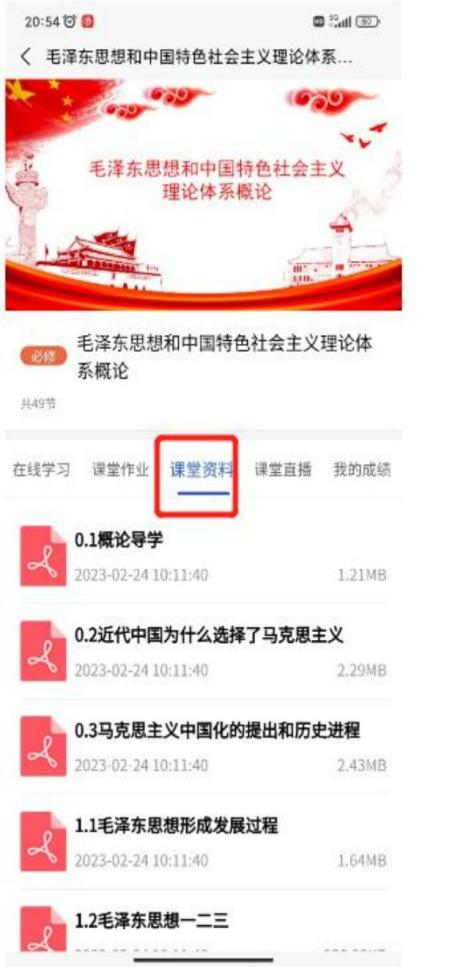 20:54
50
毛泽东思想和中国特色社会主义理论体系...
毛泽东思想和中国特色社会主义
理论体系概论
必修
毛泽东思想和中国特色社会主义理论体
系概论
共49节
在线学习 课堂作业 课堂资料 课堂直播 我的成绩
0.1概论导学
2023-02-24 10:11:40 1.21MB
0.2近代中国为什么选择了马克思主义
2023-02-24 10:11:40 2.29MB
0.3马克思主义中国化的提出和历史进程
2023-02-24 10:11:40 2.43MB
1.1毛泽东思想形成发展过程
2023-02-24 10:11:40 1.64MB
1.2毛泽东思想一二三